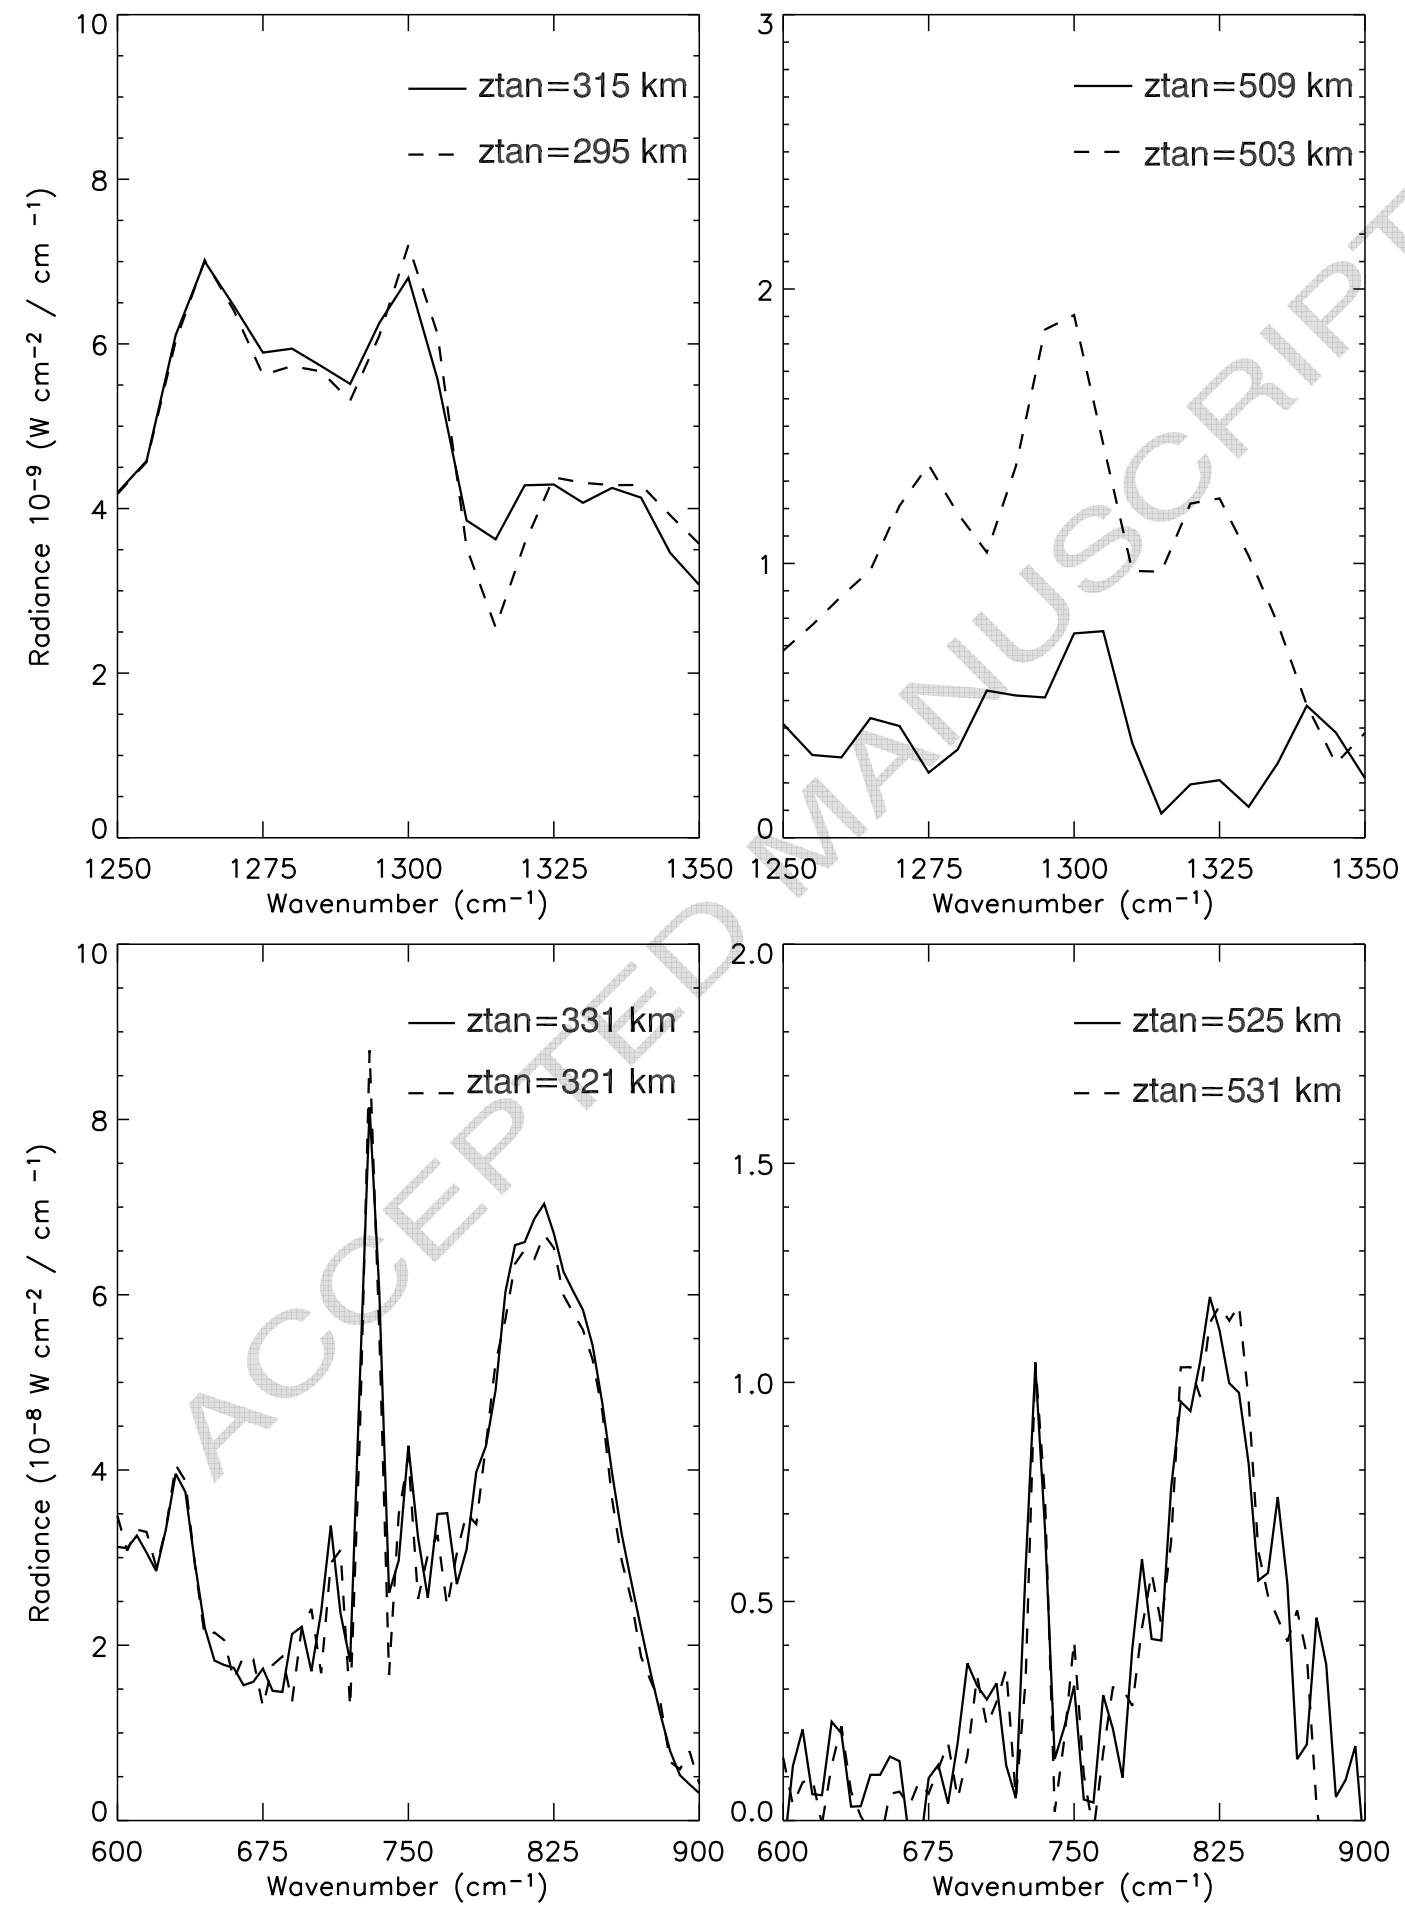 10
8
6
4
2
0
ztan=315 km
ztan=295 km
Radiance 10⁻⁹ (W cm⁻² / cm ⁻¹)
1250 1275 1300 1325 1350
Wavenumber (cm⁻¹)
3
2
1
0
ztan=509 km
ztan=503 km
1250 1275 1300 1325 1350
Wavenumber (cm⁻¹)
10
8
6
4
2
0
ztan=331 km
ztan=321 km
Radiance (10⁻⁸ W cm⁻² / cm ⁻¹)
600 675 750 825 900
Wavenumber (cm⁻¹)
2.0
1.5
1.0
0.5
0.0
ztan=525 km
ztan=531 km
600 675 750 825 900
Wavenumber (cm⁻¹)
ACCEPTED MANUSCRIPT